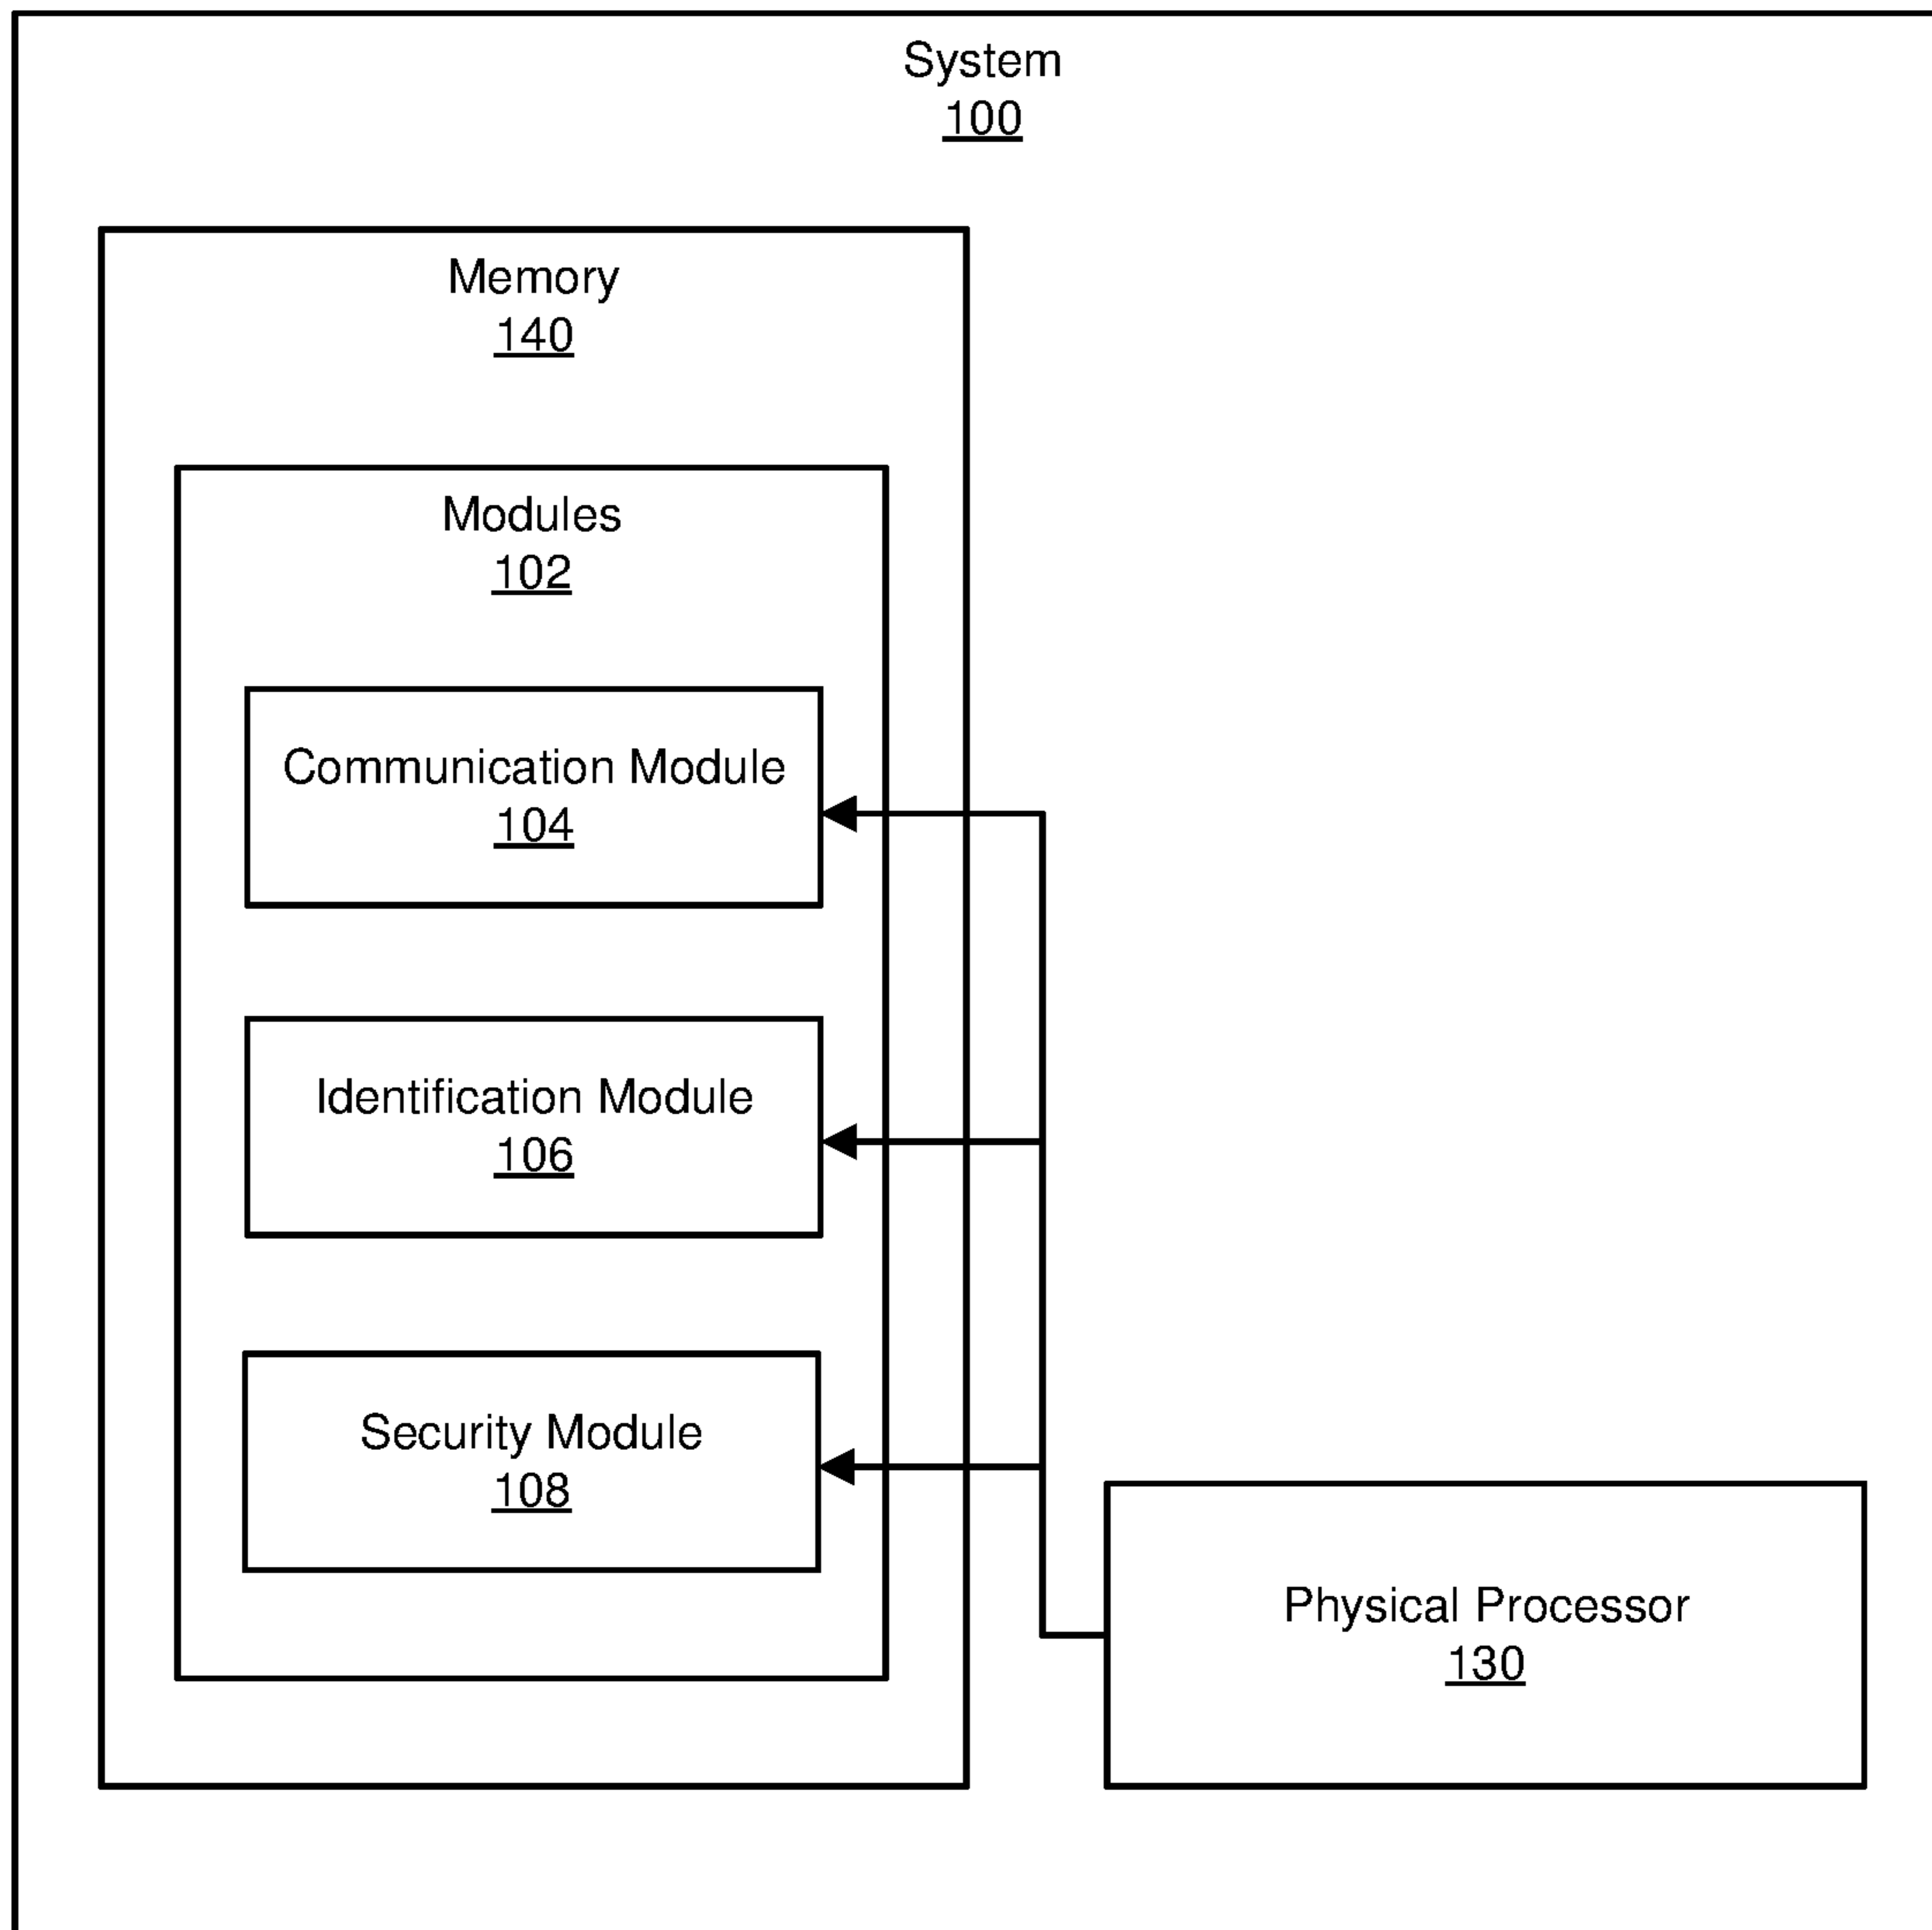 System
100
Memory
140
Modules
102
Communication Module
104
Identification Module
106
Security Module
108
Physical Processor
130